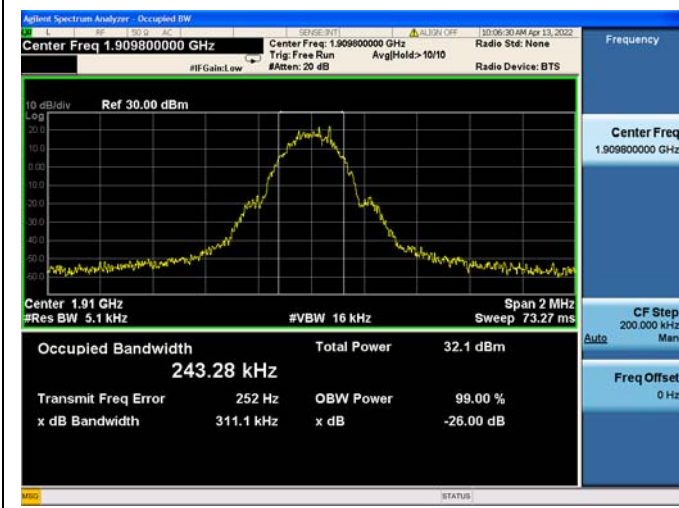 Agilent Spectrum Analyzer - Occupied BW
L RF 50 Ω AC SENSE:INT ALIGN OFF 10:06:30 AM Apr 13, 2022
Center Freq 1.909800000 GHz Center Freq: 1.909800000 GHz Radio Std: None Frequency
Trig: Free Run Avg|Hold:>10/10
#IFGain:Low #Atten: 20 dB Radio Device: BTS
10 dB/div Ref 30.00 dBm
Log
20.0
10.0
0.00
10.0
20.0
30.0
40.0
50.0
60.0
Center 1.91 GHz Span 2 MHz
#Res BW 5.1 kHz #VBW 16 kHz Sweep 73.27 ms
Occupied Bandwidth Total Power 32.1 dBm
243.28 kHz
Transmit Freq Error 252 Hz OBW Power 99.00 %
x dB Bandwidth 311.1 kHz x dB -26.00 dB
Center Freq
1.909800000 GHz
CF Step
200.000 kHz
Auto Man
Freq Offset
0 Hz
MSG STATUS